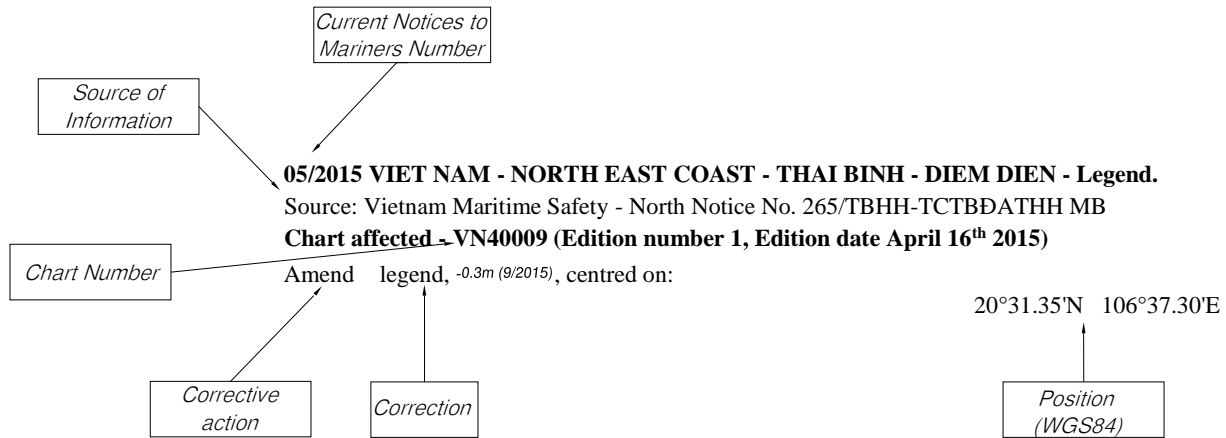 Current Notices to
Mariners Number
Source of
Information
05/2015 VIET NAM - NORTH EAST COAST - THAI BINH - DIEM DIEN - Legend.
Source: Vietnam Maritime Safety - North Notice No. 265/TBHH-TCTBĐATHH MB
Chart affected - VN40009 (Edition number 1, Edition date April 16th 2015)
Chart Number
Amend legend, -0.3m (9/2015), centred on:
20°31.35'N 106°37.30'E
Corrective
action
Correction
Position
(WGS84)